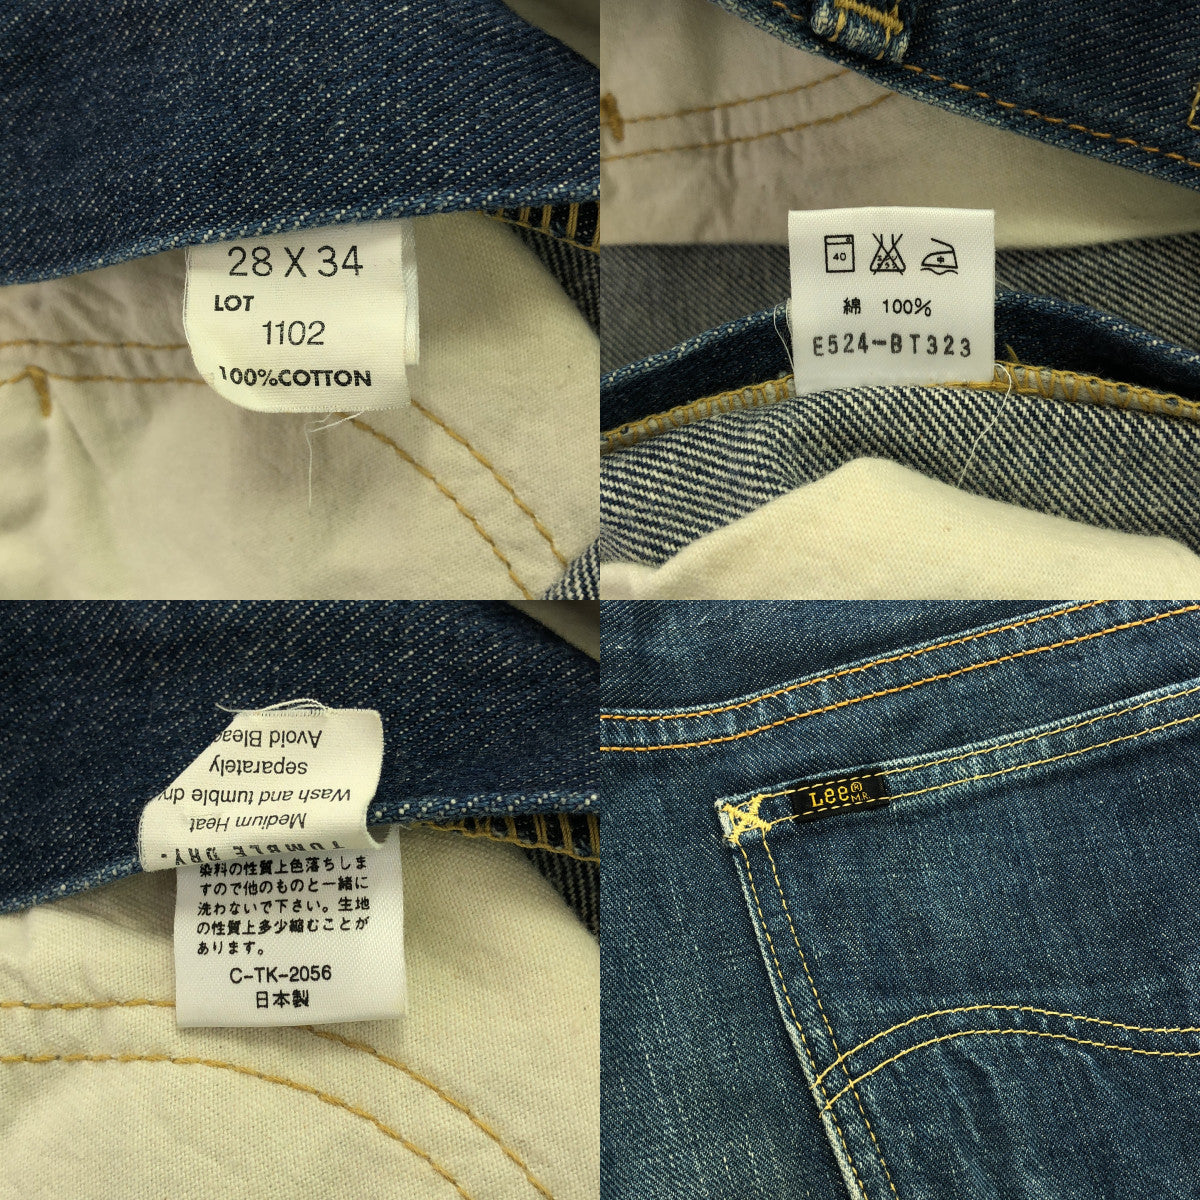 28 X 34
LOT
1102
100%COTTON
40
綿 100%
E524-BT323
TUMBLE DRY.
Medium Heat
Wash and tumble dry
separately
Avoid
染料の性質上色落ちしま
すので他のものと一緒に
洗わないで下さい。生地
の性質上多少縮むことが
あります。
C-TK-2056
日本製
Lee® M.R.